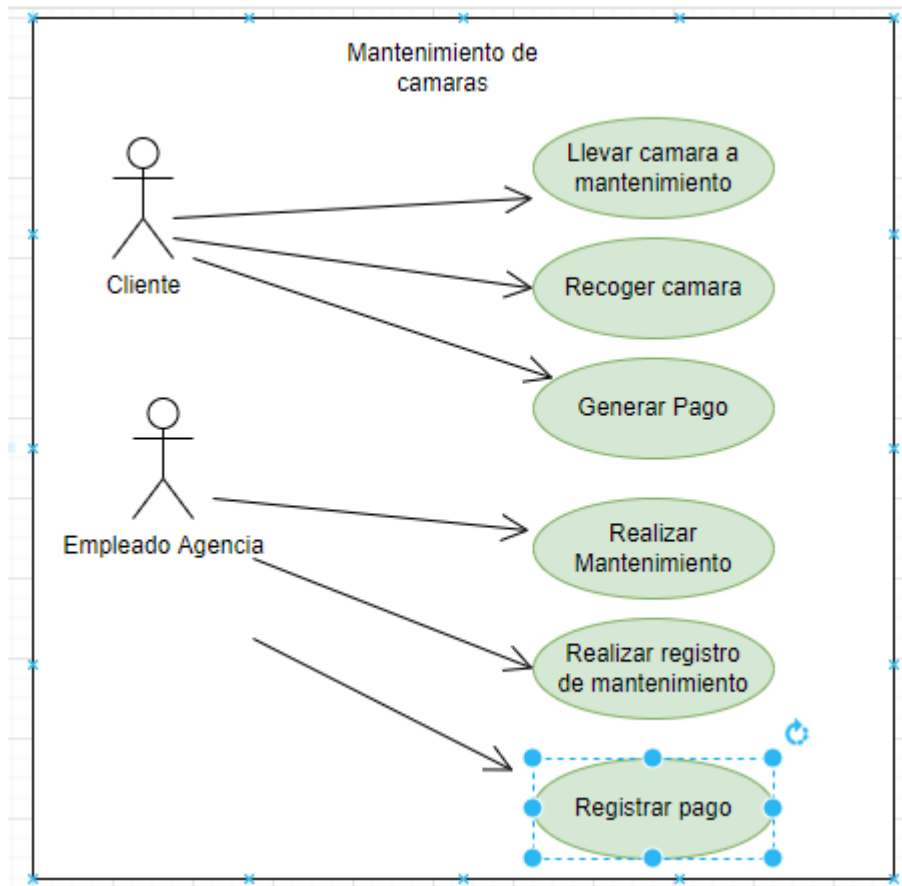 Mantenimiento de
camaras
Llevar camara a
mantenimiento
Cliente
Recoger camara
Generar Pago
Empleado Agencia
Realizar
Mantenimiento
Realizar registro
de mantenimiento
Registrar pago